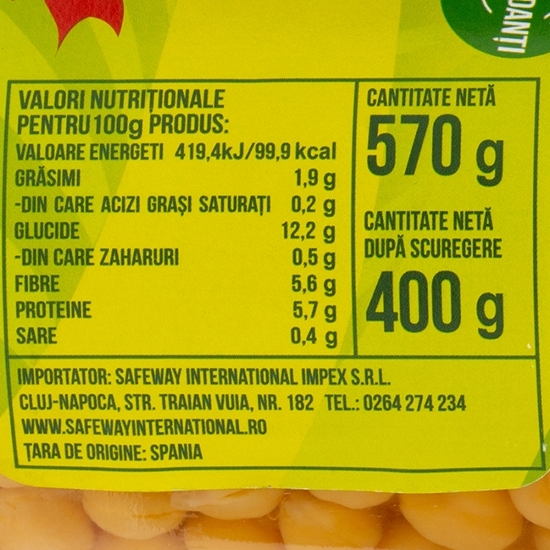 DANȚI
VALORI NUTRIȚIONALE
PENTRU 100g PRODUS:
VALOARE ENERGETI 419,4kJ/99,9 kcal
GRĂSIMI 1,9 g
-DIN CARE ACIZI GRAȘI SATURAȚI 0,2 g
GLUCIDE 12,2 g
-DIN CARE ZAHARURI 0,5 g
FIBRE 5,6 g
PROTEINE 5,7 g
SARE 0,4 g
CANTITATE NETĂ
570 g
CANTITATE NETĂ
DUPĂ SCUREGERE
400 g
IMPORTATOR: SAFEWAY INTERNATIONAL IMPEX S.R.L.
CLUJ-NAPOCA, STR. TRAIAN VUIA, NR. 182 TEL.: 0264 274 234
WWW.SAFEWAYINTERNATIONAL.RO
ȚARA DE ORIGINE: SPANIA